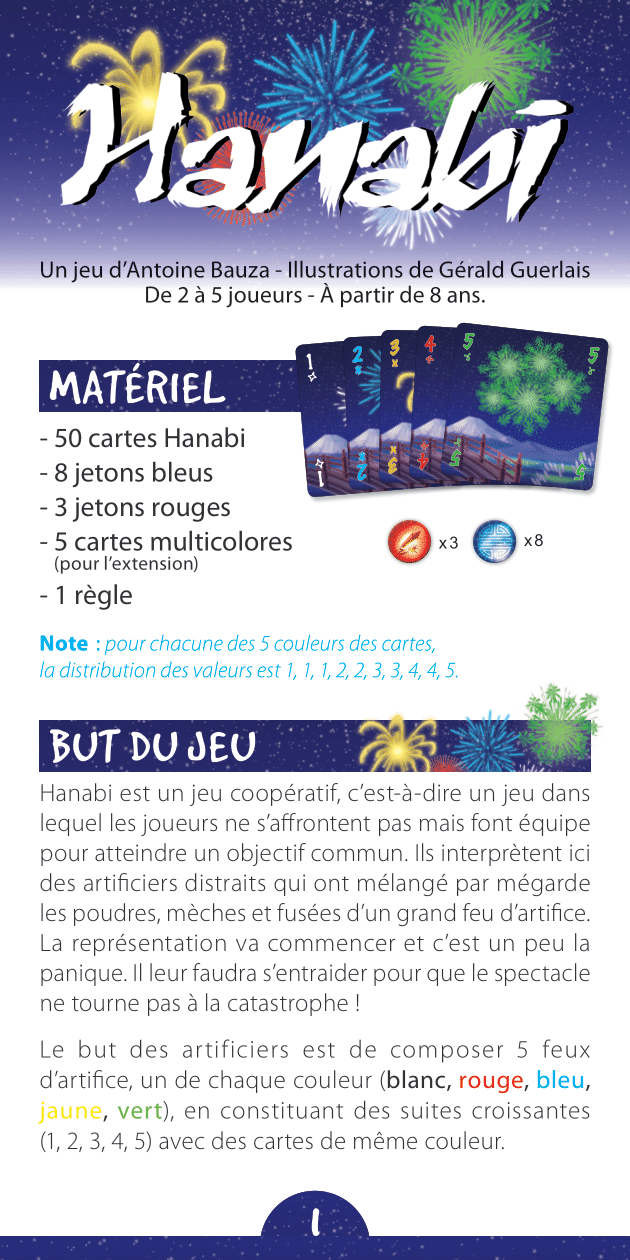 Hanabi
Un jeu d'Antoine Bauza - Illustrations de Gérald Guerlais
De 2 à 5 joueurs - À partir de 8 ans.
1
2
3
4
5
5
1
2
3
4
5
5
MATÉRIEL
- 50 cartes Hanabi
- 8 jetons bleus
- 3 jetons rouges
- 5 cartes multicolores
(pour l'extension)
- 1 règle
x3
x8
Note : pour chacune des 5 couleurs des cartes,
la distribution des valeurs est 1, 1, 1, 2, 2, 3, 3, 4, 4, 5.
BUT DU JEU
Hanabi est un jeu coopératif, c'est-à-dire un jeu dans
lequel les joueurs ne s'affrontent pas mais font équipe
pour atteindre un objectif commun. Ils interprètent ici
des artificiers distraits qui ont mélangé par mégarde
les poudres, mèches et fusées d'un grand feu d'artifice.
La représentation va commencer et c'est un peu la
panique. Il leur faudra s'entraider pour que le spectacle
ne tourne pas à la catastrophe !
Le but des artificiers est de composer 5 feux
d'artifice, un de chaque couleur (blanc, rouge, bleu,
jaune, vert), en constituant des suites croissantes
(1, 2, 3, 4, 5) avec des cartes de même couleur.
1